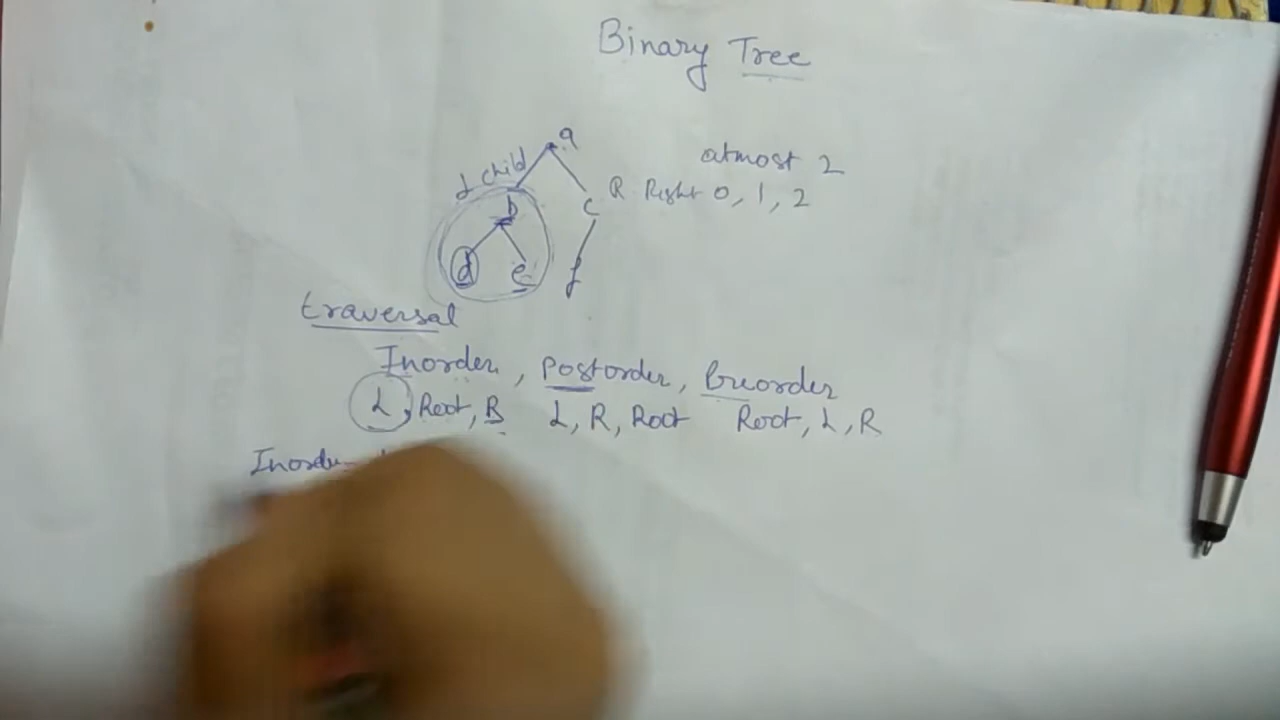 Binary Tree
a
atmost 2
L child
R Right 0, 1, 2
b c
d e f
traversal
Inorder, postorder, Preorder
L, Root, R L, R, Root Root, L, R